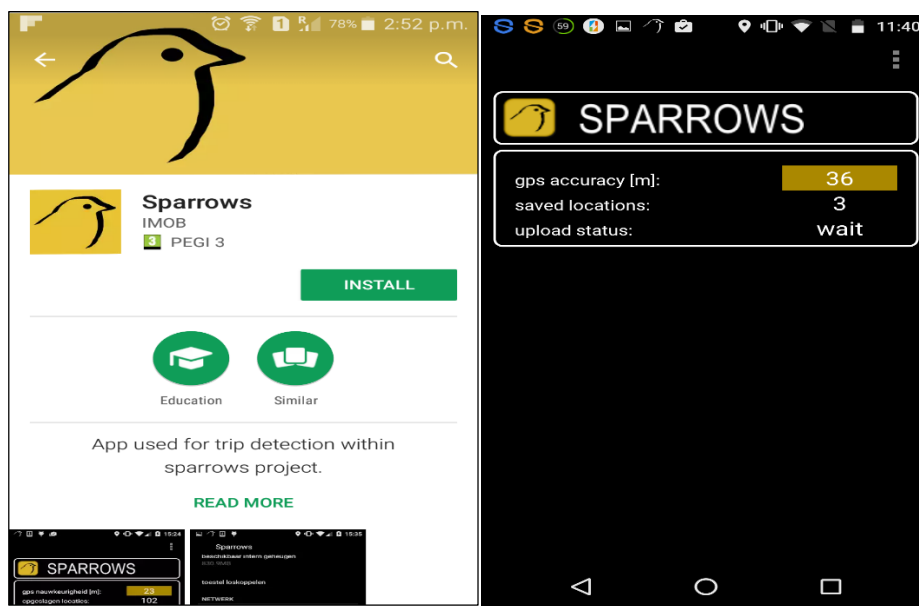 R 78% 2:52 p.m.
Sparrows
IMOB
3 PEGI 3
INSTALL
Education Similar
App used for trip detection within
sparrows project.
READ MORE
15:24
SPARROWS
gps nauwkeurigheid [m]: 23
opgeslagen locaties: 102
15:35
Sparrows
beschikbaar intern geheugen
toestel loskoppelen
NETWERK
S S 59 11:40
SPARROWS
gps accuracy [m]: 36
saved locations: 3
upload status: wait